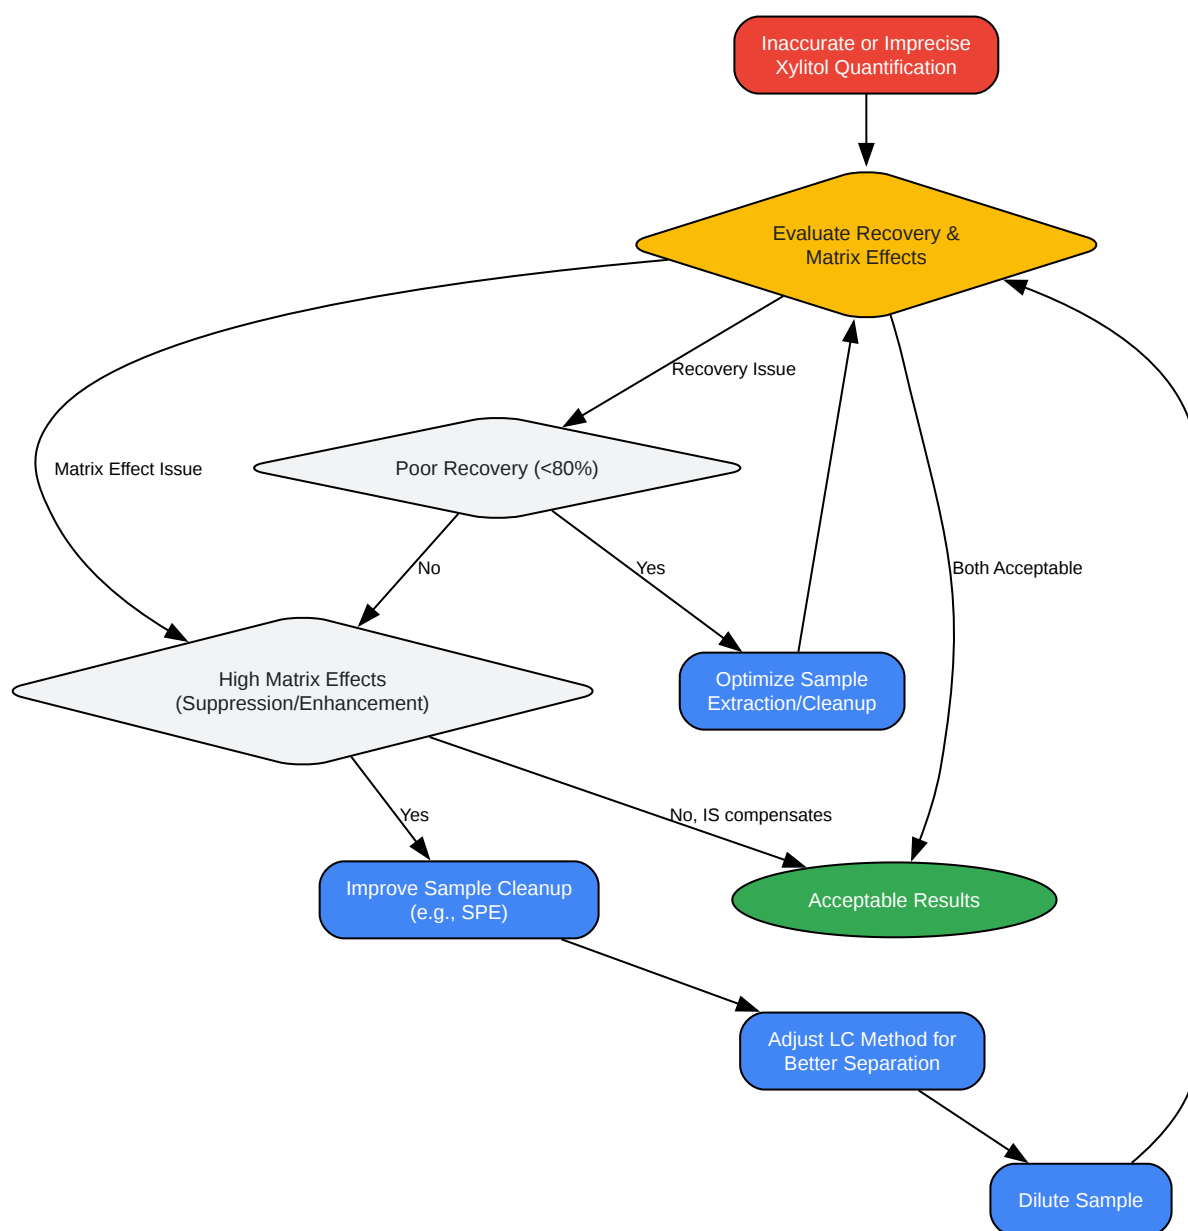 Inaccurate or Imprecise
Xylitol Quantification
Evaluate Recovery &
Matrix Effects
Recovery Issue
Matrix Effect Issue
Poor Recovery (<80%)
No
Yes
Both Acceptable
High Matrix Effects
(Suppression/Enhancement)
Optimize Sample
Extraction/Cleanup
Yes
No, IS compensates
Improve Sample Cleanup
(e.g., SPE)
Acceptable Results
Adjust LC Method for
Better Separation
Dilute Sample